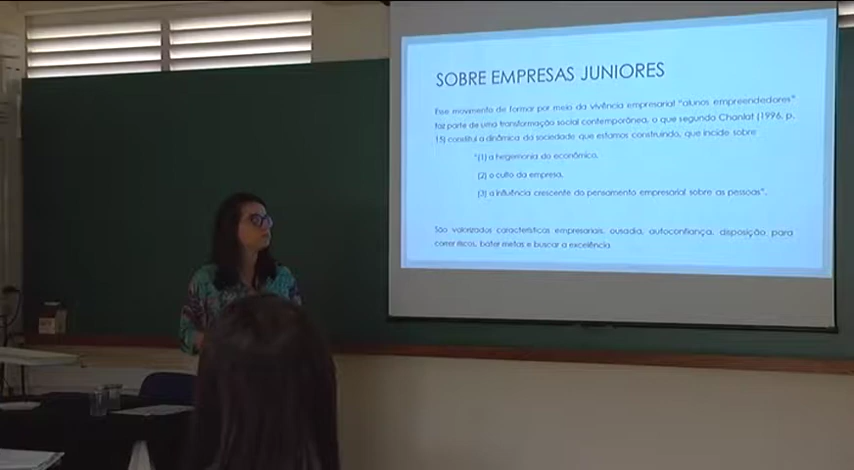 SOBRE EMPRESAS JUNIORES
Esse movimento de formar por meio da vivência empresarial "alunos empreendedores"
faz parte de uma transformação social contemporânea, o que segundo Chanlat (1996, p.
15) constitui a dinâmica da sociedade que estamos construindo, que incide sobre
"(1) a hegemonia do econômico,
(2) o culto da empresa,
(3) a influência crescente do pensamento empresarial sobre as pessoas".
São valorizados características empresariais, ousadia, autoconfiança, disposição para
correr riscos, bater metas e buscar a excelência